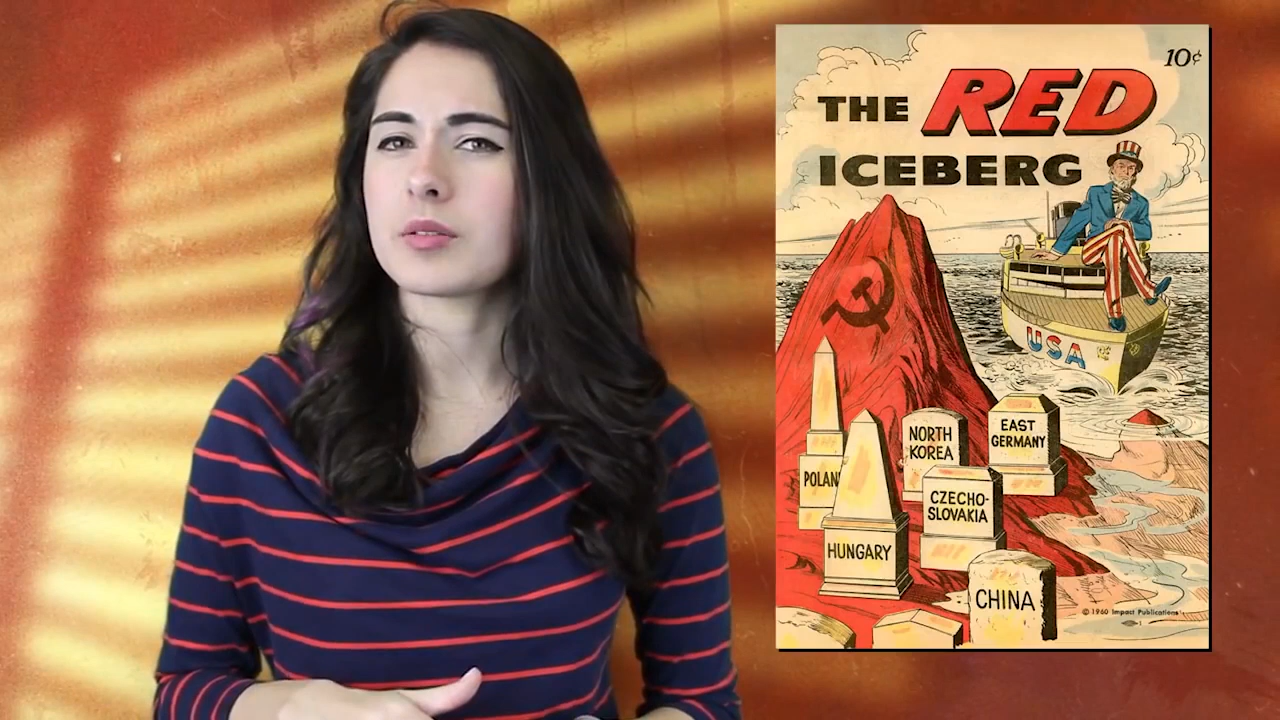 10¢
THE RED
ICEBERG
USA
NORTH
KOREA
EAST
GERMANY
POLAN
CZECHO-
SLOVAKIA
HUNGARY
CHINA
© 1960 Impact Publications